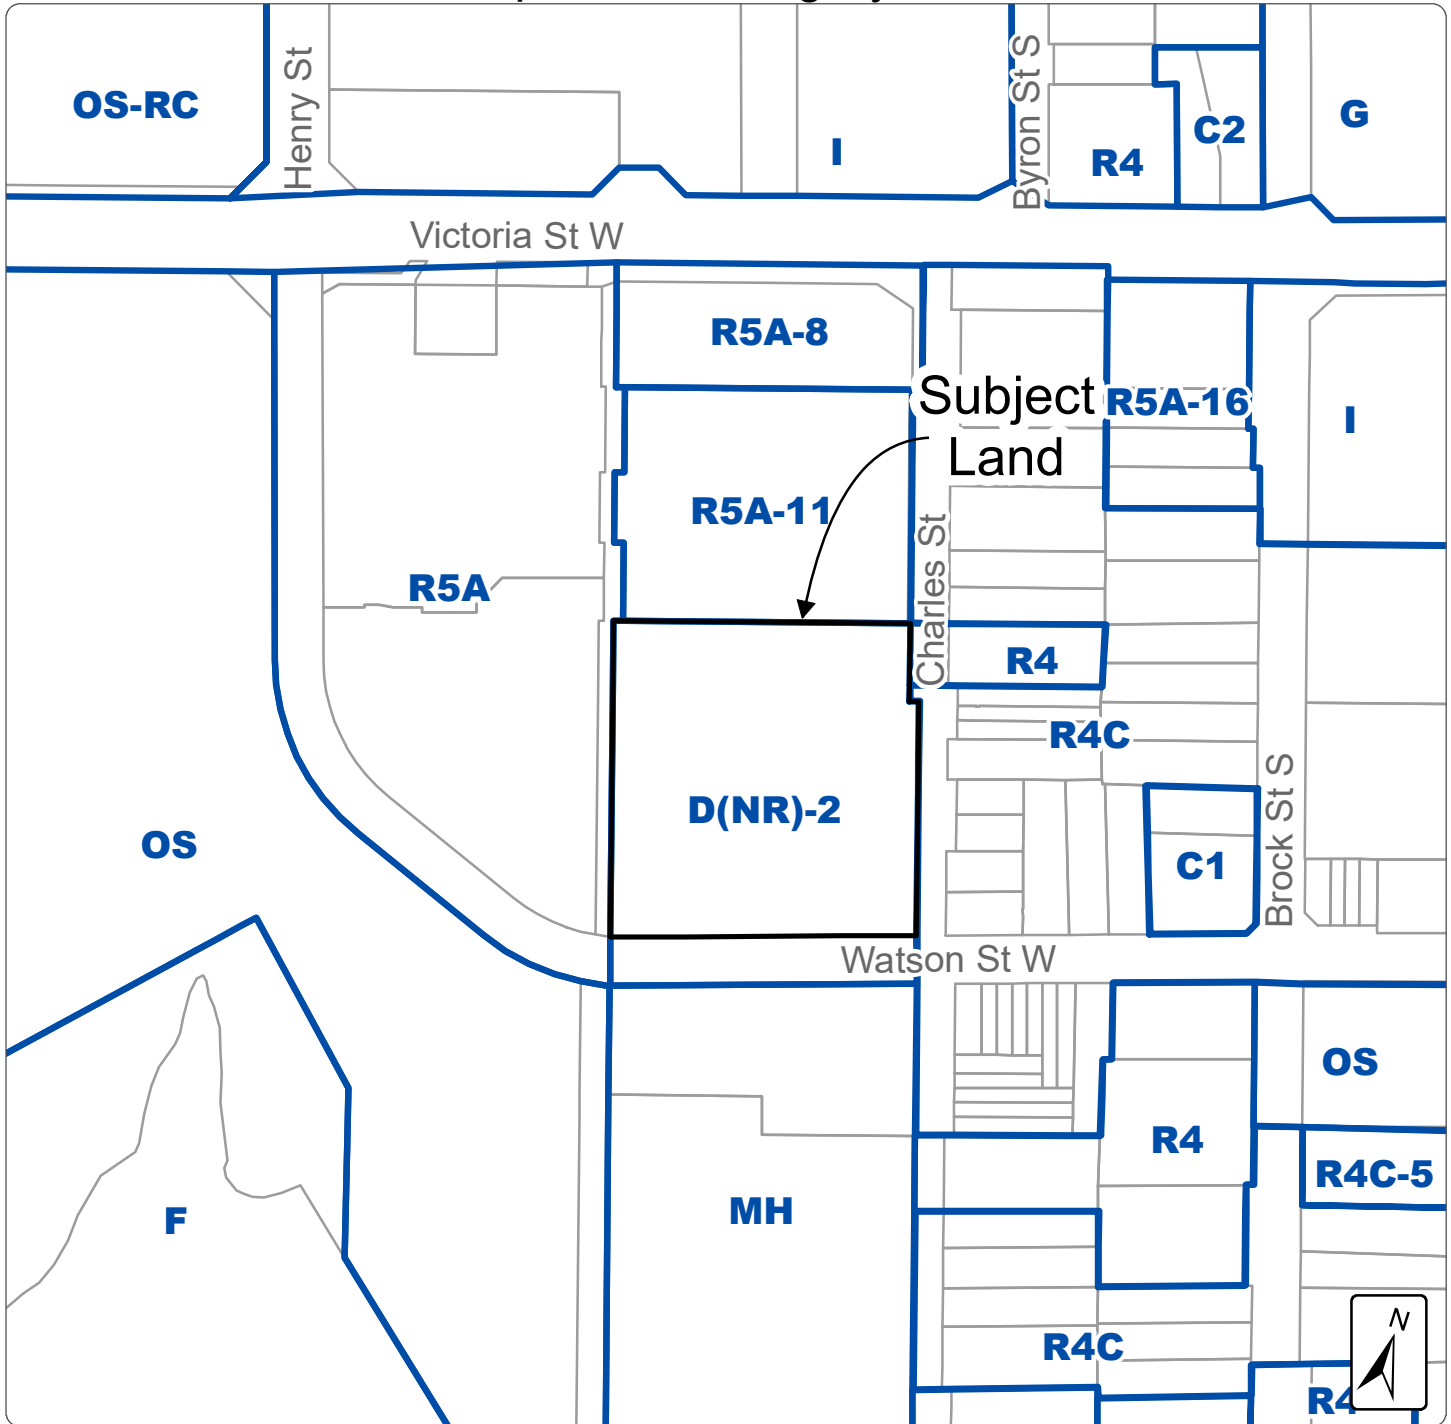 OS-RC
Henry St
I
Byron St S
R4
C2
G
Victoria St W
R5A-8
Subject
Land
R5A-16
I
R5A-11
Charles St
R5A
R4
R4C
D(NR)-2
OS
C1
Brock St S
Watson St W
OS
R4
R4C-5
MH
F
R4C
N
R4